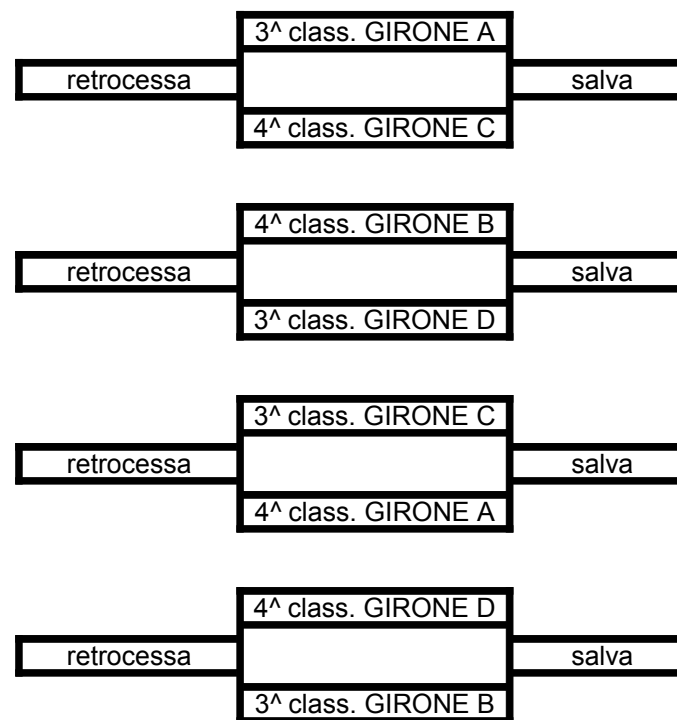 3^ class. GIRONE A
retrocessa
salva
4^ class. GIRONE C
4^ class. GIRONE B
retrocessa
salva
3^ class. GIRONE D
3^ class. GIRONE C
retrocessa
salva
4^ class. GIRONE A
4^ class. GIRONE D
retrocessa
salva
3^ class. GIRONE B